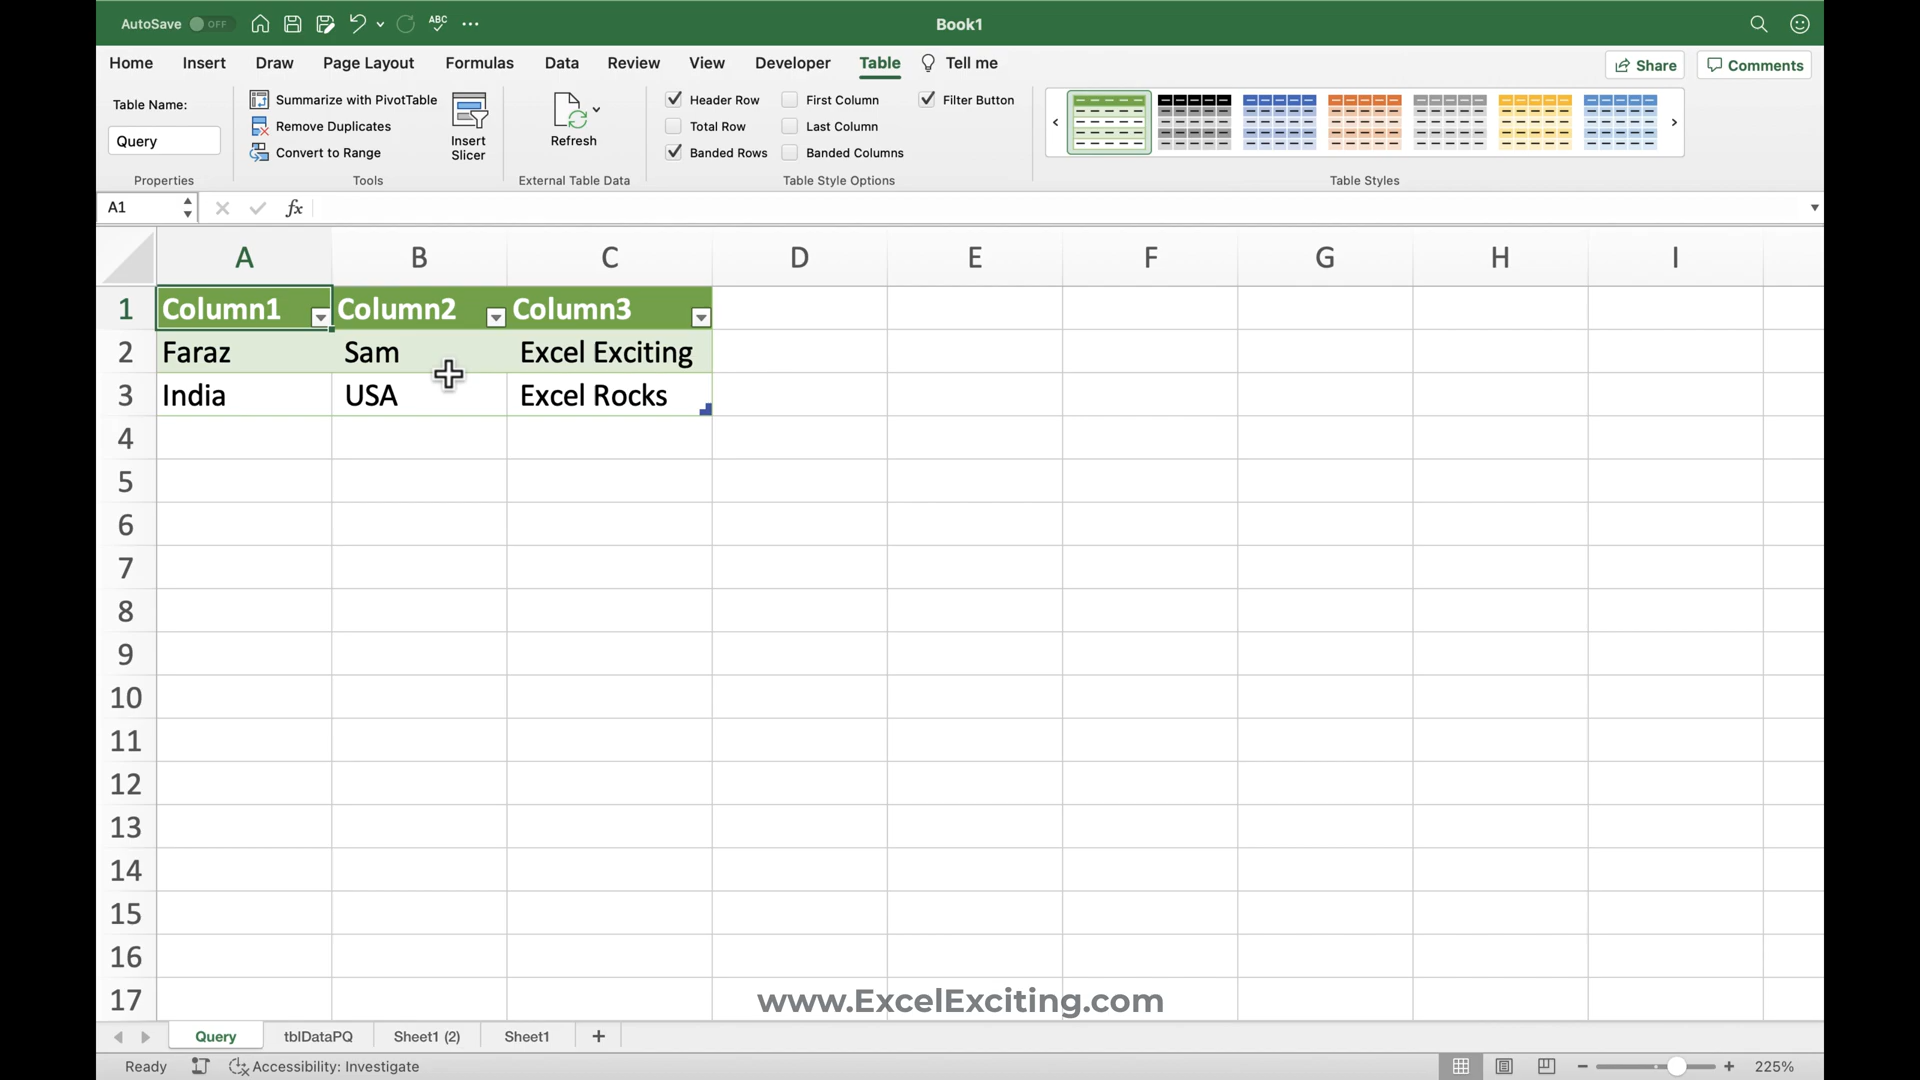 AutoSave OFF ABC ... Book1
Home Insert Draw Page Layout Formulas Data Review View Developer Table Tell me Share Comments
Table Name:
Query
Properties
Summarize with PivotTable
Remove Duplicates
Convert to Range
Insert
Slicer
Tools
Refresh
External Table Data
Header Row First Column Filter Button
Total Row Last Column
Banded Rows Banded Columns
Table Style Options
Table Styles
A1 fx
A B C D E F G H I
1 Column1 Column2 Column3
2 Faraz Sam Excel Exciting
3 India USA Excel Rocks
4
5
6
7
8
9
10
11
12
13
14
15
16
17
www.ExcelExciting.com
Query tblDataPQ Sheet1 (2) Sheet1 +
Ready Accessibility: Investigate 225%